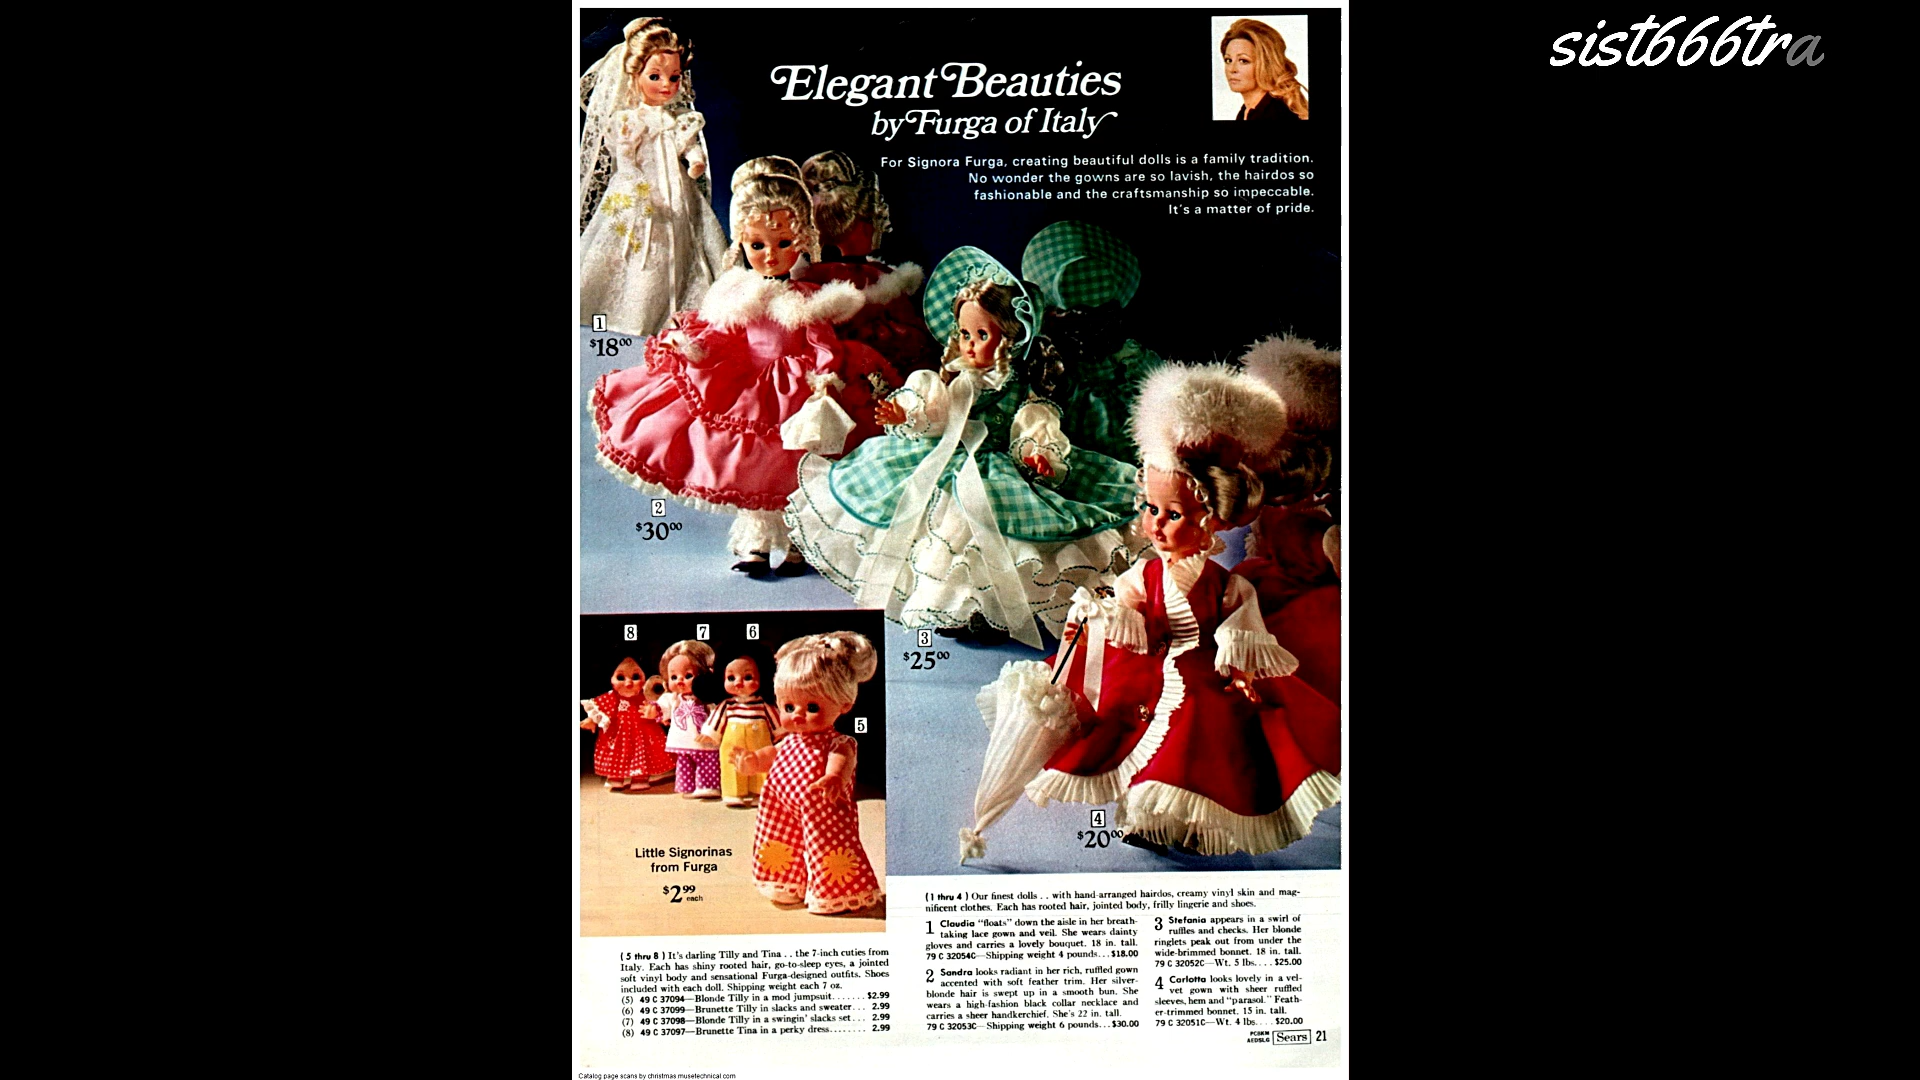 sist666tra
Elegant Beauties
by Furga of Italy
For Signora Furga, creating beautiful dolls is a family tradition.
No wonder the gowns are so lavish, the hairdos so
fashionable and the craftsmanship so impeccable.
It's a matter of pride.
1
$18.00
2
$30.00
3
$25.00
4
$20.00
8
7
6
5
Little Signorinas
from Furga
$2.99
each
(5 thru 8) It's darling Tilly and Tina . . the 7-inch cuties from
Italy. Each has shiny rooted hair, go-to-sleep eyes, a jointed
soft vinyl body and sensational Furga-designed outfits. Shoes
included with each doll. Shipping weight each 7 oz.
(5) 49 C 37094—Blonde Tilly in a mod jumpsuit.......$2.99
(6) 49 C 37099—Brunette Tilly in slacks and sweater... 2.99
(7) 49 C 37098—Blonde Tilly in a swingin' slacks set... 2.99
(8) 49 C 37097—Brunette Tina in a perky dress........ 2.99
(1 thru 4) Our finest dolls . . with hand-arranged hairdos, creamy vinyl skin and mag-
nificent clothes. Each has rooted hair, jointed body, frilly lingerie and shoes.
1 Claudia "floats" down the aisle in her breath-
taking lace gown and veil. She wears dainty
gloves and carries a lovely bouquet. 18 in. tall.
79 C 32054C—Shipping weight 4 pounds...$18.00
2 Sandra looks radiant in her rich, ruffled gown
accented with soft feather trim. Her silver-
blonde hair is swept up in a smooth bun. She
wears a high-fashion black collar necklace and
carries a sheer handkerchief. She's 22 in. tall.
79 C 32053C—Shipping weight 6 pounds...$30.00
3 Stefania appears in a swirl of
ruffles and checks. Her blonde
ringlets peak out from under the
wide-brimmed bonnet. 18 in. tall.
79 C 32052C—Wt. 5 lbs....$25.00
4 Carlotta looks lovely in a vel-
vet gown with sheer ruffled
sleeves, hem and "parasol." Feath-
er-trimmed bonnet. 15 in. tall.
79 C 32051C—Wt. 4 lbs....$20.00
Sears 21
Catalog page scans by christmas.musetechnical.com